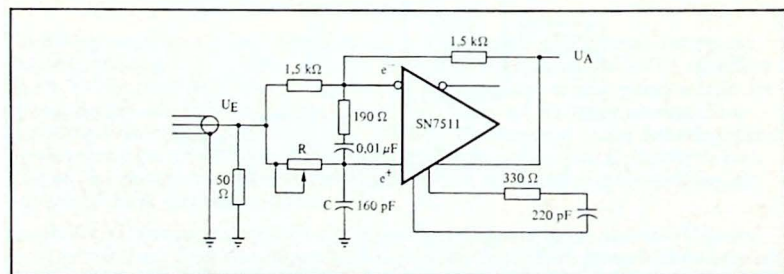 1,5 kΩ
U_A
1,5 kΩ
e⁻
U_E
190 Ω
SN7511
0,01 µF
R
e⁺
330 Ω
50 Ω
C
160 pF
220 pF